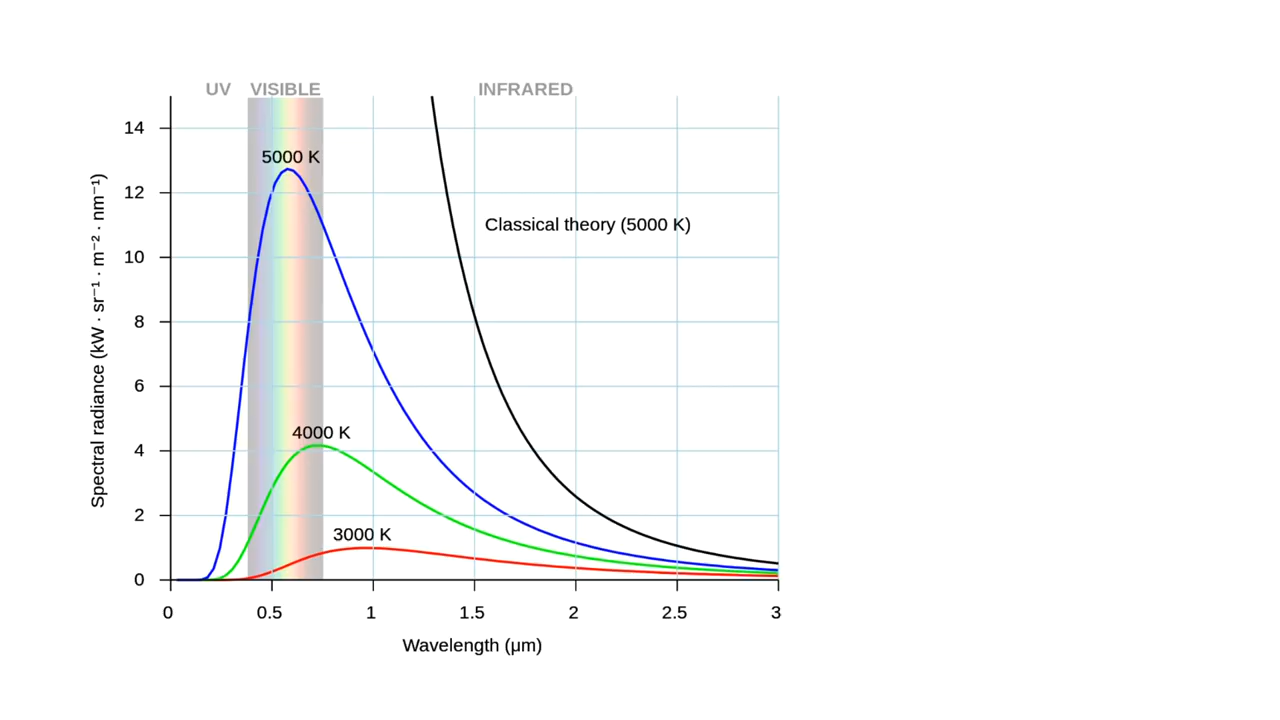 UV VISIBLE INFRARED
14
5000 K
12
Classical theory (5000 K)
10
8
6
4000 K
4
3000 K
2
0
Spectral radiance (kW · sr⁻¹ · m⁻² · nm⁻¹)
0 0.5 1 1.5 2 2.5 3
Wavelength (μm)